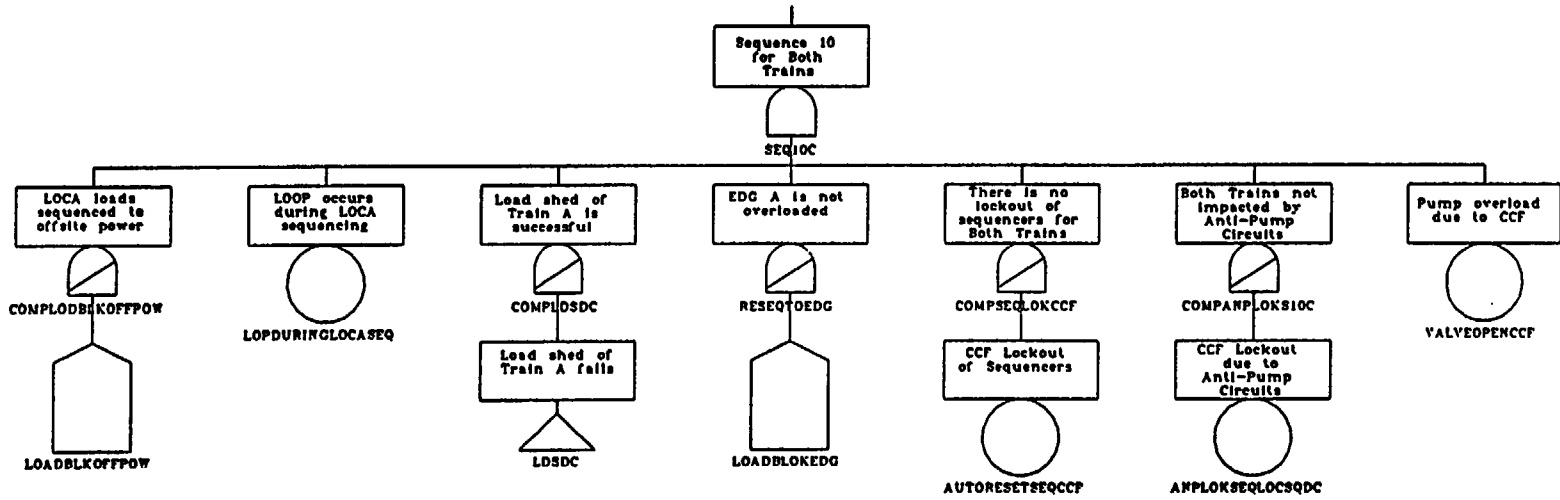 Sequence 10
for Both
Trains
SEQ10C
LOCA loads
sequenced to
offsite power
COMPLODBLKOFFPOW
LOADBLKOFFPOW
LOOP occurs
during LOCA
sequencing
LOPDURINGLOCASEQ
Load shed of
Train A is
successful
COMPLDSDC
Load shed of
Train A fails
LDSDC
EDG A is not
overloaded
RESEQTOEDG
LOADBLOKEDG
There is no
lockout of
sequencers for
Both Trains
COMPSEQLOKCCF
CCF Lockout
of Sequencers
AUTORESETSEQCCF
Both Trains not
impacted by
Anti-Pump
Circuits
COMPANPLOKS10C
CCF Lockout
due to
Anti-Pump
Circuits
ANPLOKSEQLOCSQDC
Pump overload
due to CCF
VALVEOPENCCF